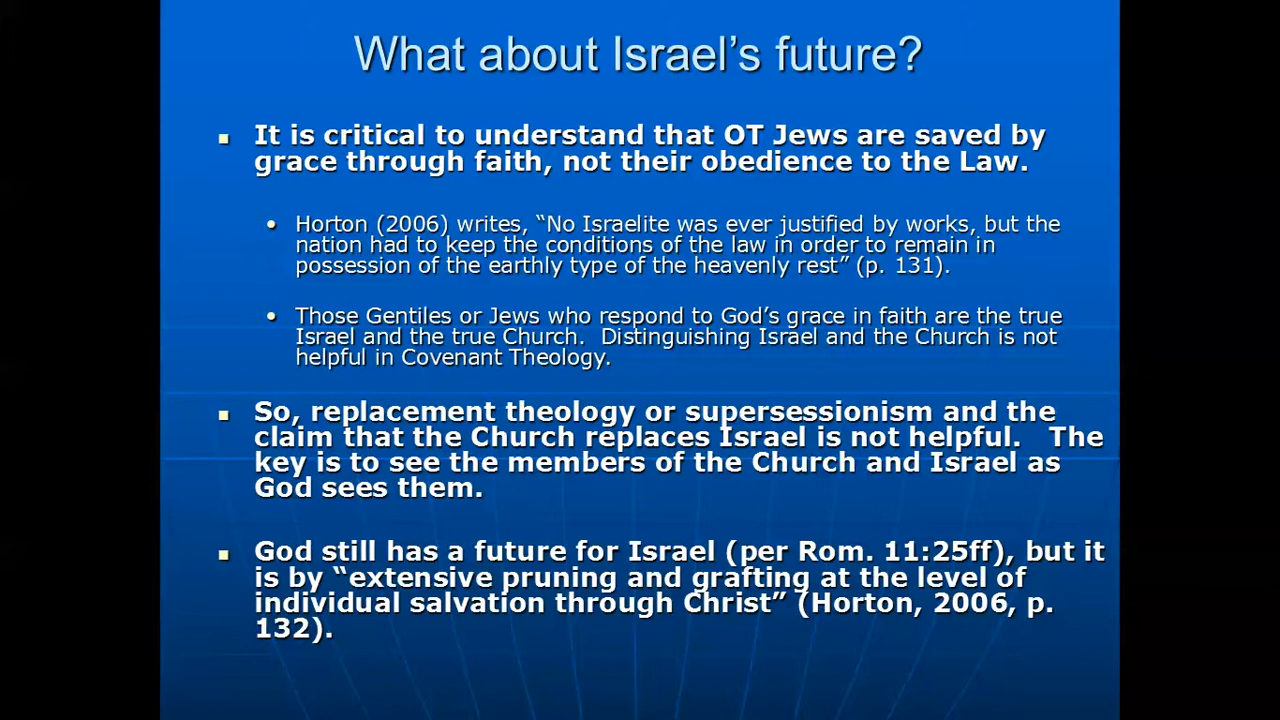 What about Israel’s future?
It is critical to understand that OT Jews are saved by
grace through faith, not their obedience to the Law.
Horton (2006) writes, “No Israelite was ever justified by works, but the
nation had to keep the conditions of the law in order to remain in
possession of the earthly type of the heavenly rest” (p. 131).
Those Gentiles or Jews who respond to God’s grace in faith are the true
Israel and the true Church.  Distinguishing Israel and the Church is not
helpful in Covenant Theology.
So, replacement theology or supersessionism and the
claim that the Church replaces Israel is not helpful.   The
key is to see the members of the Church and Israel as
God sees them.
God still has a future for Israel (per Rom. 11:25ff), but it
is by “extensive pruning and grafting at the level of
individual salvation through Christ” (Horton, 2006, p.
132).